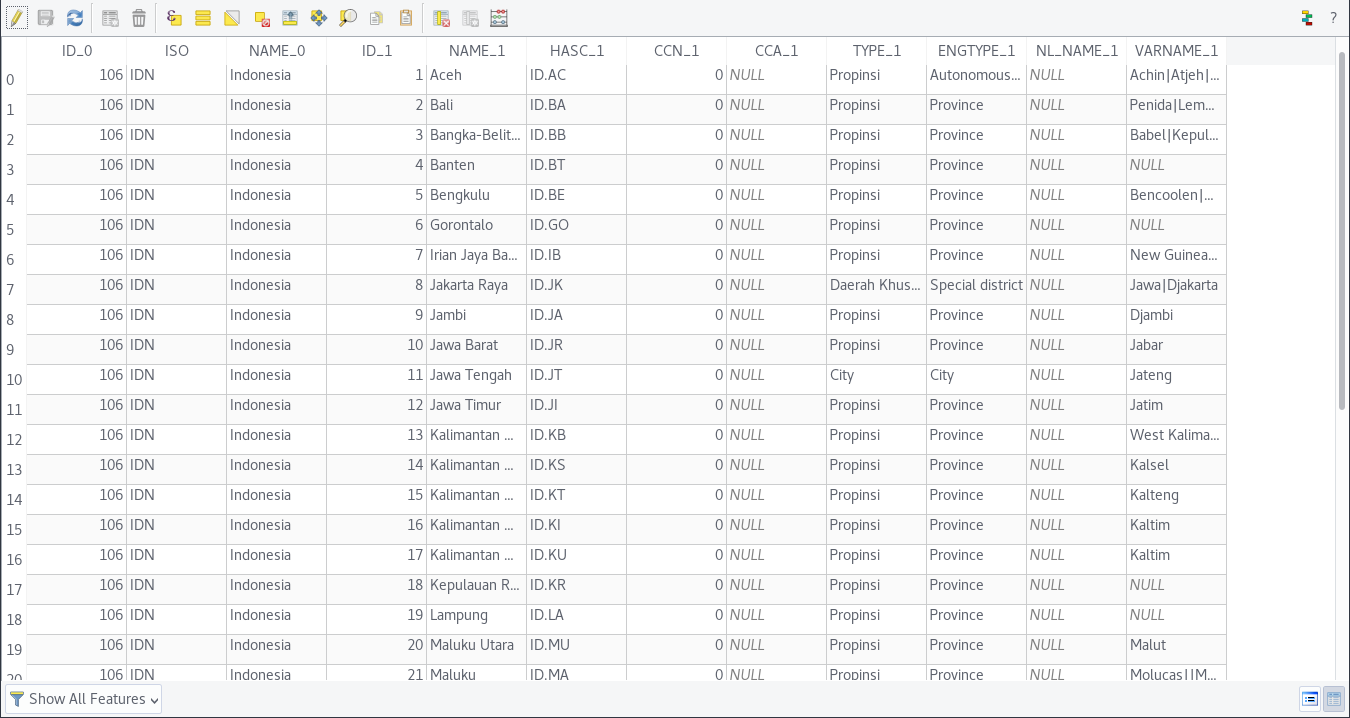 ?
ID_0 ISO NAME_0 ID_1 NAME_1 HASC_1 CCN_1 CCA_1 TYPE_1 ENGTYPE_1 NL_NAME_1 VARNAME_1
0 106 IDN Indonesia 1 Aceh ID.AC 0 NULL Propinsi Autonomous... NULL Achin|Atjeh|...
1 106 IDN Indonesia 2 Bali ID.BA 0 NULL Propinsi Province NULL Penida|Lem...
2 106 IDN Indonesia 3 Bangka-Belit... ID.BB 0 NULL Propinsi Province NULL Babel|Kepul...
3 106 IDN Indonesia 4 Banten ID.BT 0 NULL Propinsi Province NULL NULL
4 106 IDN Indonesia 5 Bengkulu ID.BE 0 NULL Propinsi Province NULL Bencoolen|...
5 106 IDN Indonesia 6 Gorontalo ID.GO 0 NULL Propinsi Province NULL NULL
6 106 IDN Indonesia 7 Irian Jaya Ba... ID.IB 0 NULL Propinsi Province NULL New Guinea...
7 106 IDN Indonesia 8 Jakarta Raya ID.JK 0 NULL Daerah Khus... Special district NULL Jawa|Djakarta
8 106 IDN Indonesia 9 Jambi ID.JA 0 NULL Propinsi Province NULL Djambi
9 106 IDN Indonesia 10 Jawa Barat ID.JR 0 NULL Propinsi Province NULL Jabar
10 106 IDN Indonesia 11 Jawa Tengah ID.JT 0 NULL City City NULL Jateng
11 106 IDN Indonesia 12 Jawa Timur ID.JI 0 NULL Propinsi Province NULL Jatim
12 106 IDN Indonesia 13 Kalimantan ... ID.KB 0 NULL Propinsi Province NULL West Kalima...
13 106 IDN Indonesia 14 Kalimantan ... ID.KS 0 NULL Propinsi Province NULL Kalsel
14 106 IDN Indonesia 15 Kalimantan ... ID.KT 0 NULL Propinsi Province NULL Kalteng
15 106 IDN Indonesia 16 Kalimantan ... ID.KI 0 NULL Propinsi Province NULL Kaltim
16 106 IDN Indonesia 17 Kalimantan ... ID.KU 0 NULL Propinsi Province NULL Kaltim
17 106 IDN Indonesia 18 Kepulauan R... ID.KR 0 NULL Propinsi Province NULL NULL
18 106 IDN Indonesia 19 Lampung ID.LA 0 NULL Propinsi Province NULL NULL
19 106 IDN Indonesia 20 Maluku Utara ID.MU 0 NULL Propinsi Province NULL Malut
20 106 IDN Indonesia 21 Maluku ID.MA 0 NULL Propinsi Province NULL Molucas||M...
Show All Features